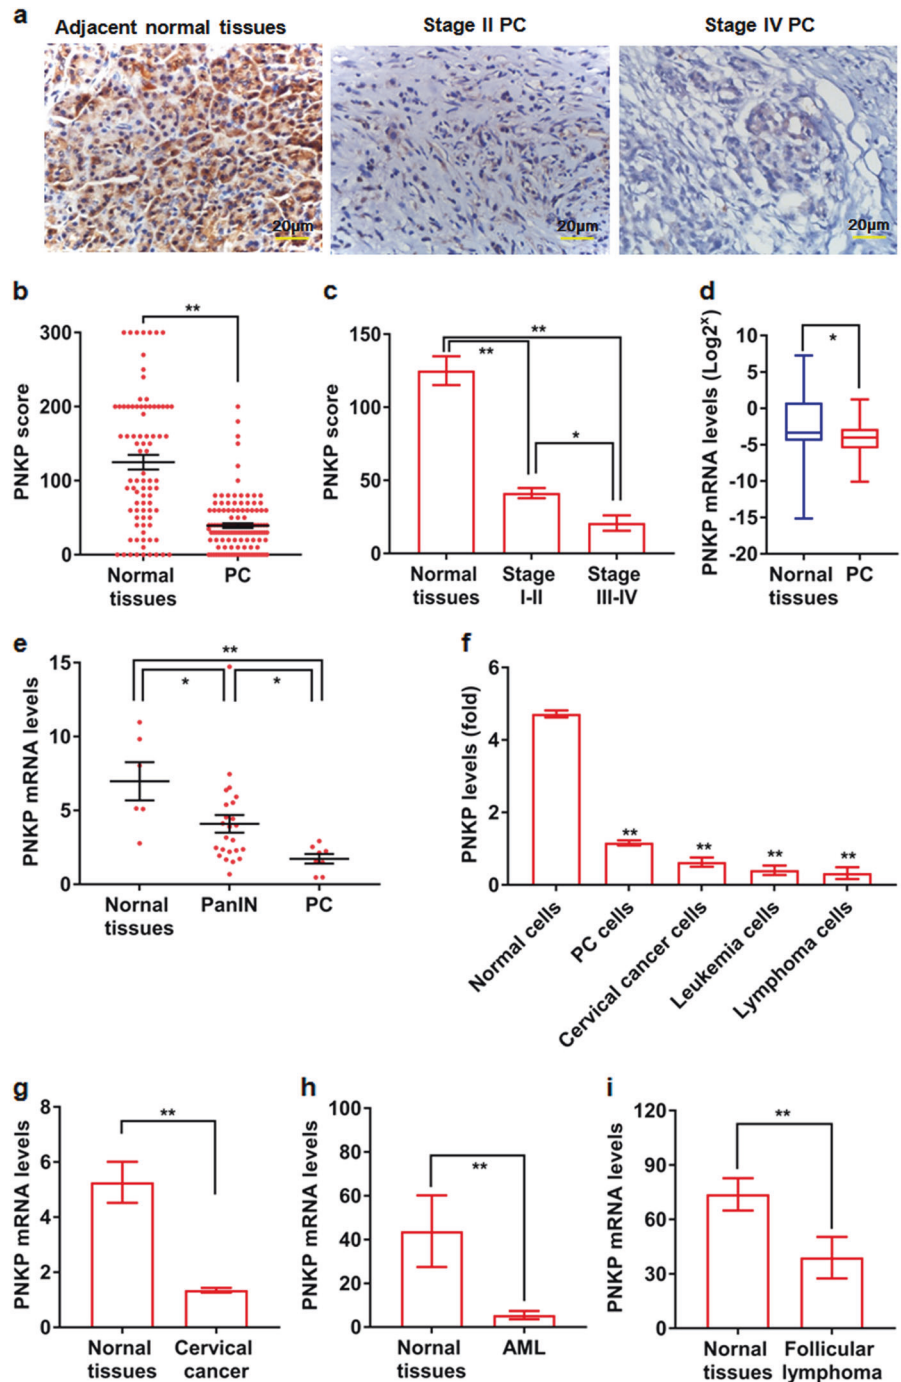 a
Adjacent normal tissues
Stage II PC
Stage IV PC
20μm
20μm
20μm
b
PNKP score
300
200
100
0
**
Normal
tissues
PC
c
PNKP score
150
100
50
0
**
**
*
Normal
tissues
Stage
I-II
Stage
III-IV
d
PNKP mRNA levels (Log2ˣ)
10
5
0
-5
-10
-15
-20
*
Nornal
tissues
PC
e
PNKP mRNA levels
15
10
5
0
**
*
*
Nornal
tissues
PanIN
PC
f
PNKP levels (fold)
6
4
2
0
**
**
**
**
Normal cells
PC cells
Cervical cancer cells
Leukemia cells
Lymphoma cells
g
PNKP mRNA levels
8
6
4
2
0
**
Nornal
tissues
Cervical
cancer
h
PNKP mRNA levels
100
80
60
40
20
0
**
Nornal
tissues
AML
i
PNKP mRNA levels
120
90
60
30
0
**
Nornal
tissues
Follicular
lymphoma